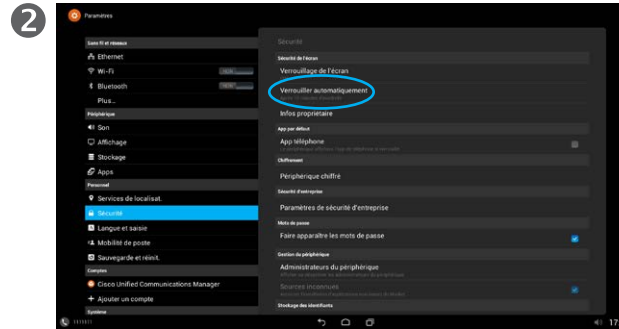 2
Paramètres
Sans fil et réseaux
Ethernet
Wi-Fi
Bluetooth
Plus...
Périphérique
Son
Affichage
Stockage
Apps
Personnel
Services de localisat.
Sécurité
Langue et saisie
Mobilité de poste
Sauvegarde et réinit.
Comptes
Cisco Unified Communications Manager
Ajouter un compte
Système
Sécurité
Sécurité de l'écran
Verrouillage de l'écran
Verrouiller automatiquement
Infos propriétaire
App par défaut
App téléphone
Chiffrement
Périphérique chiffré
Sécurité d'entreprise
Paramètres de sécurité d'entreprise
Mots de passe
Faire apparaître les mots de passe
Gestion du périphérique
Administrateurs du périphérique
Sources inconnues
Stockage des identifiants
17